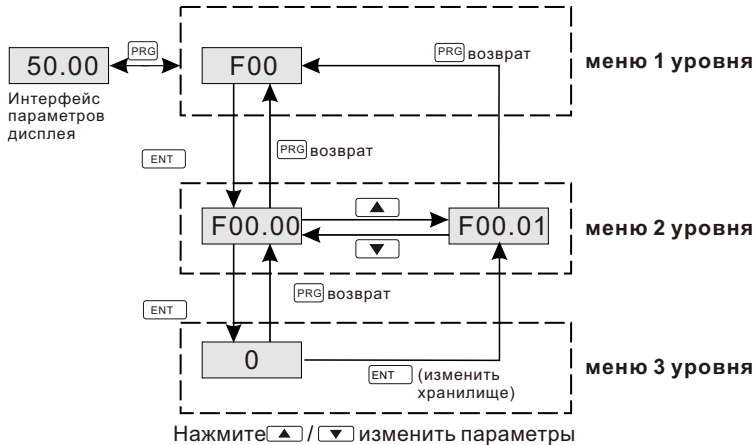 PRG
PRG возврат
50.00
F00
меню 1 уровня
Интерфейс
параметров
дисплея
PRG возврат
ENT
▲
F00.00
F00.01
меню 2 уровня
▼
PRG возврат
ENT
0
меню 3 уровня
ENT (изменить
хранилище)
Нажмите ▲ / ▼ изменить параметры